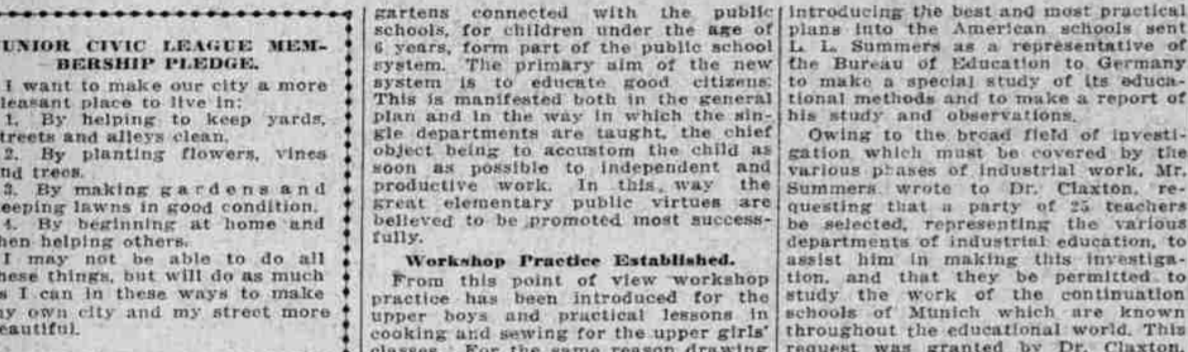 UNIOR CIVIC LEAGUE MEM-
BERSHIP PLEDGE.
I want to make our city a more
leasant place to live in:
1. By helping to keep yards,
treets and alleys clean.
2. By planting flowers, vines
nd trees.
3. By making gardens and
eeping lawns in good condition.
4. By beginning at home and
hen helping others.
I may not be able to do all
hese things, but will do as much
s I can in these ways to make
y own city and my street more
eautiful.
gartens connected with the public
schools, for children under the age of
6 years, form part of the public school
system. The primary aim of the new
system is to educate good citizens.
This is manifested both in the general
plan and in the way in which the sin-
gle departments are taught, the chief
object being to accustom the child as
soon as possible to independent and
productive work. In this way the
great elementary public virtues are
believed to be promoted most success-
fully.
Workshop Practice Established.
From this point of view workshop
practice has been introduced for the
upper boys and practical lessons in
cooking and sewing for the upper girls'
classes. For the same reason drawing
introducing the best and most practical
plans into the American schools sent
L. L. Summers as a representative of
the Bureau of Education to Germany
to make a special study of its educa-
tional methods and to make a report of
his study and observations.
Owing to the broad field of investi-
gation which must be covered by the
various phases of industrial work, Mr.
Summers wrote to Dr. Claxton, re-
questing that a party of 25 teachers
be selected, representing the various
departments of industrial education, to
assist him in making this investiga-
tion, and that they be permitted to
study the work of the continuation
schools of Munich which are known
throughout the educational world. This
request was granted by Dr. Claxton.